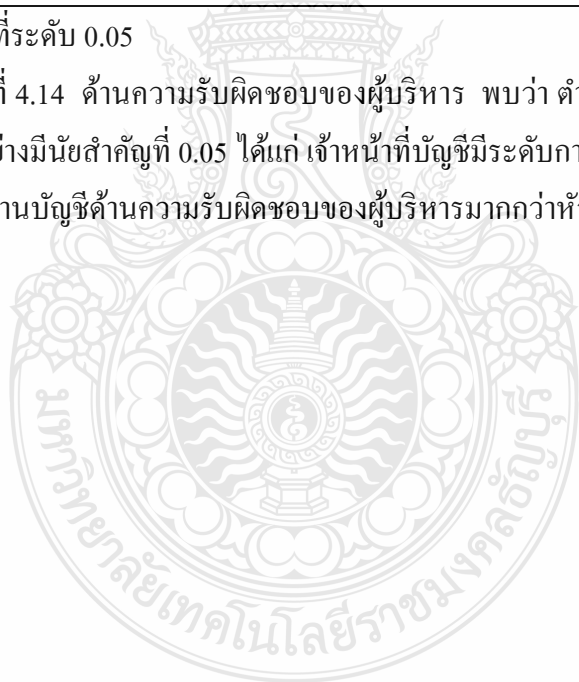 ที่ระดับ 0.05
ที่ 4.14 ด้านความรับผิดชอบของผู้บริหาร พบว่า ตำ
ย่างมีนัยสำคัญที่ 0.05 ได้แก่ เจ้าหน้าที่บัญชีมีระดับกา
านบัญชีด้านความรับผิดชอบของผู้บริหารมากกว่าหั
มหาวิทยาลัยเทคโนโลยีราชมงคลธัญบุรี